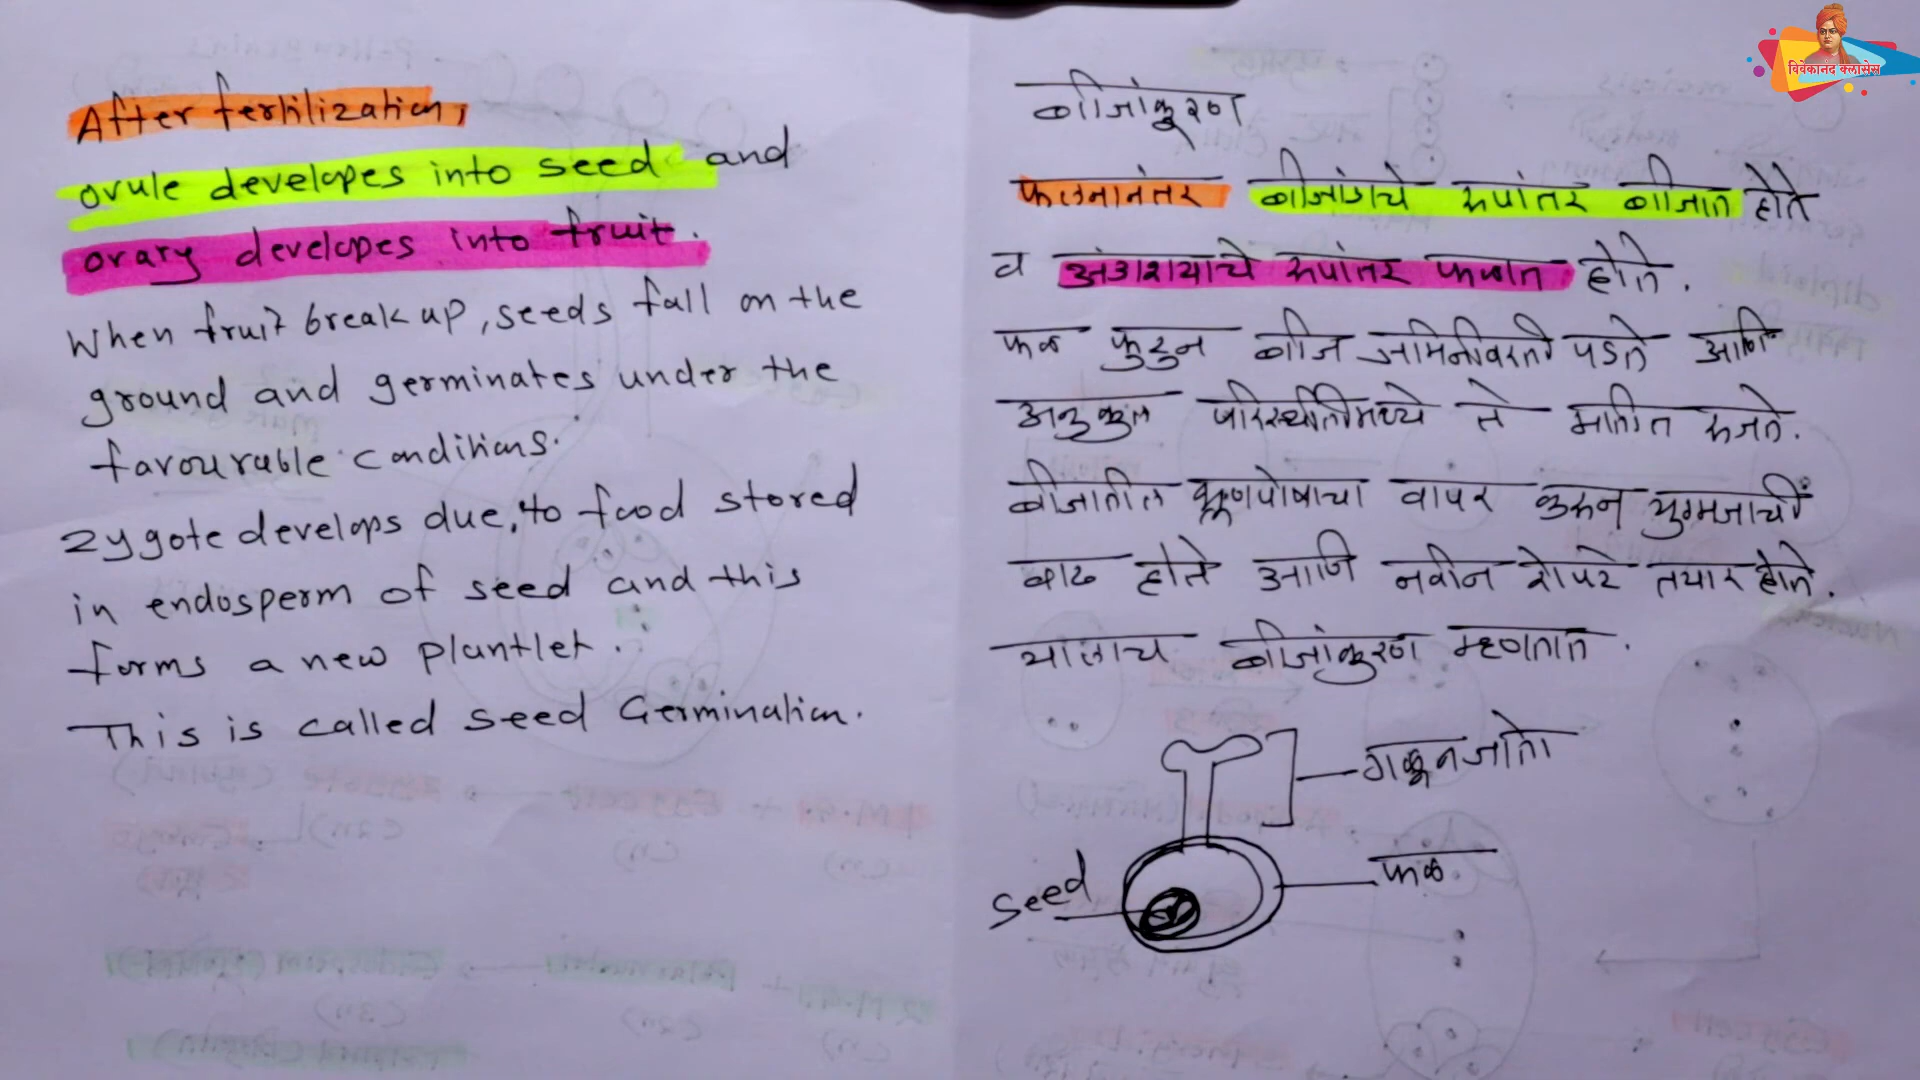 After fertilization,
ovule developes into seed and
ovary developes into fruit.
When fruit break up, seeds fall on the
ground and germinates under the
favourable conditions.
Zygote develops due to food stored
in endosperm of seed and this
forms a new plantlet.
This is called seed Germination.
बीजांकूरण
फलनानंतर बीजांडाचे रूपांतर बीजात होते
व अंडाशयाचे रूपांतर फळात होते.
फळ फुटुन बीज जमिनीवरती पडते आणि
अनुकुल परिस्थीतीमध्ये ते मातीत रूजते.
बीजातील भ्रूणपोषाचा वापर करून युग्मजाची
वाढ होते आणि नवीन रोपटे तयार होते.
यालाच बीजांकुरण म्हणतात.
गळून जाते
फळ
seed
विवेकानंद क्लासेस